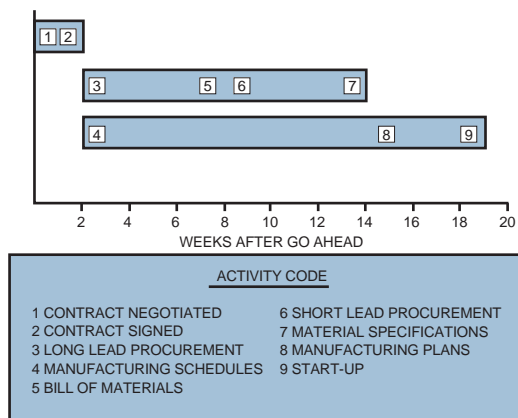 1 2
3 5 6 7
4 8 9
2 4 6 8 10 12 14 16 18 20
WEEKS AFTER GO AHEAD
ACTIVITY CODE
1 CONTRACT NEGOTIATED
2 CONTRACT SIGNED
3 LONG LEAD PROCUREMENT
4 MANUFACTURING SCHEDULES
5 BILL OF MATERIALS
6 SHORT LEAD PROCUREMENT
7 MATERIAL SPECIFICATIONS
8 MANUFACTURING PLANS
9 START-UP